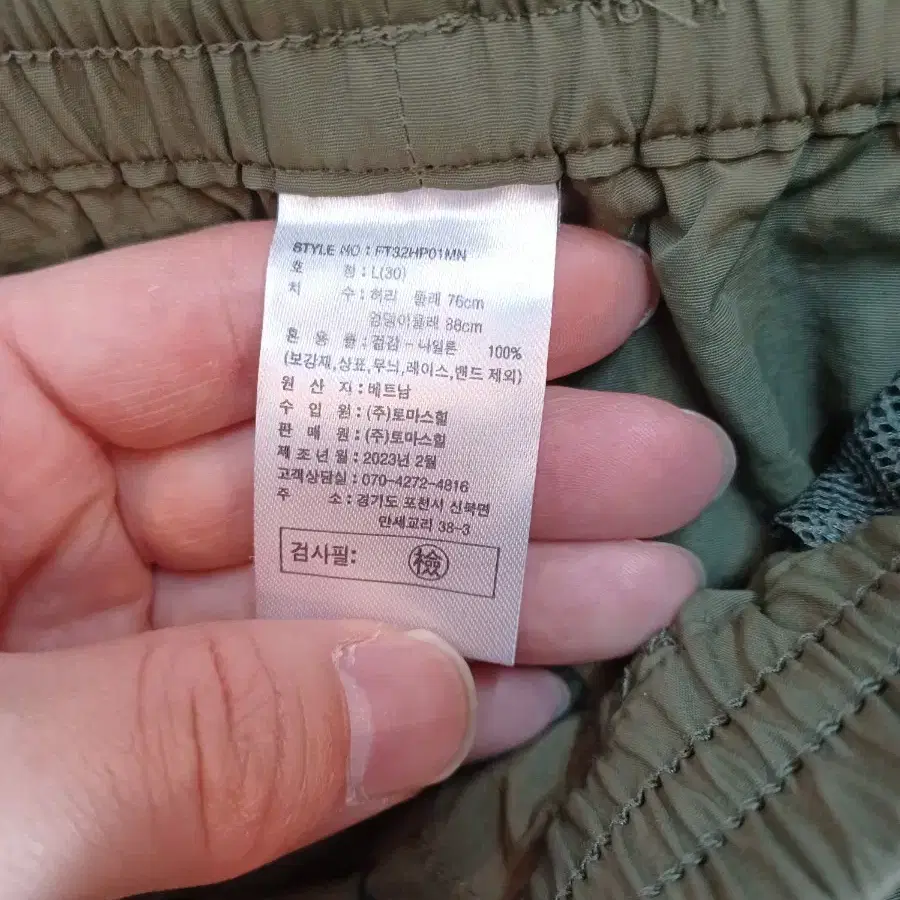 STYLE NO : FT32HP01MN
호 칭 : L(30)
치 수 : 허리 둘레 76cm
엉덩이둘레 88cm
혼 용 률 : 겉감 - 나일론 100%
(보강재,상표,무늬,레이스,밴드 제외)
원 산 지 : 베트남
수 입 원 : (주)토마스힐
판 매 원 : (주)토마스힐
제 조 년 월 : 2023년 2월
고객상담실 : 070-4272-4816
주 소 : 경기도 포천시 신북면
만세교리 38-3
검사필: 檢